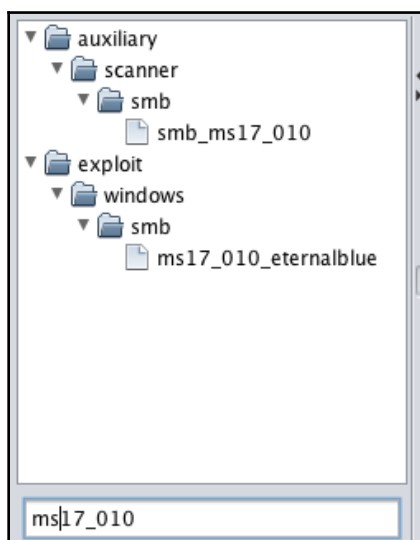 auxiliary
scanner
smb
smb_ms17_010
exploit
windows
smb
ms17_010_eternalblue
ms17_010